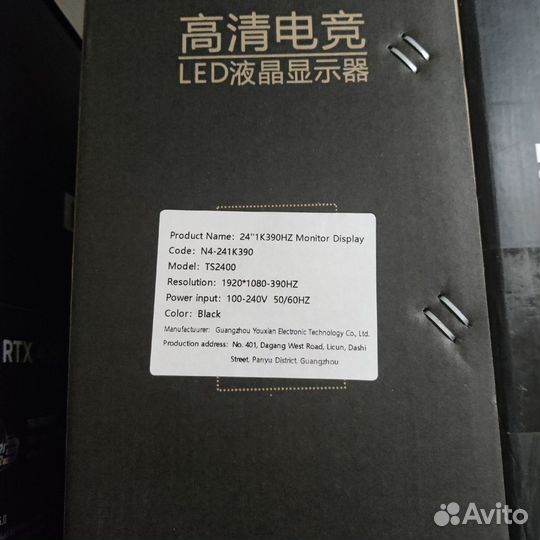 高清电竞
LED液晶显示器
Product Name: 24''1K390HZ Monitor Display
Code: N4-241K390
Model: TS2400
Resolution: 1920*1080-390HZ
Power input: 100-240V 50/60HZ
Color: Black
Manufactuurer: Guangzhou Youxian Electronic Technology Co., Ltd.
Production address: No. 401, Dagang West Road, Licun, Dashi
Street, Panyu District, Guangzhou
RTX
Avito